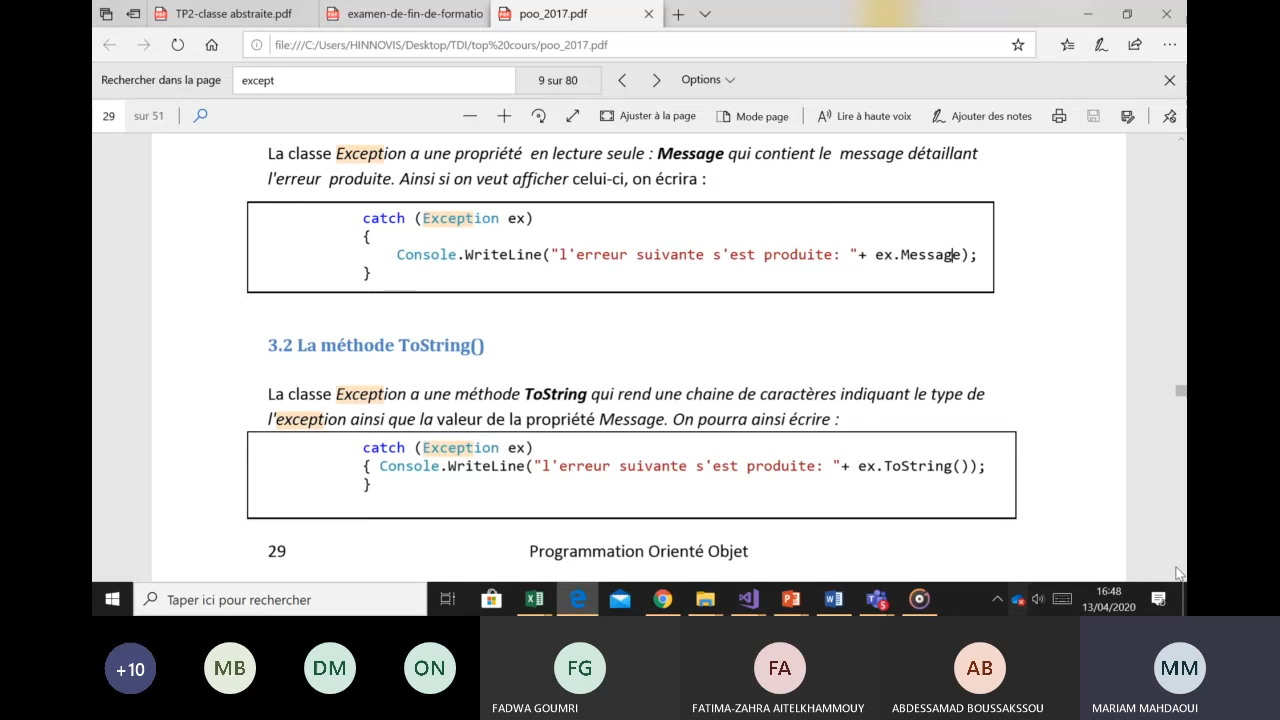 TP2-classe abstraite.pdf
examen-de-fin-de-formatio
poo_2017.pdf
file:///C:/Users/HINNOVIS/Desktop/TDI/top%20cours/poo_2017.pdf
Rechercher dans la page
except
9 sur 80
Options
29
sur 51
Ajuster à la page
Mode page
Lire à haute voix
Ajouter des notes
La classe Exception a une propriété en lecture seule : Message qui contient le message détaillant
l'erreur produite. Ainsi si on veut afficher celui-ci, on écrira :
catch (Exception ex)
{
Console.WriteLine("l'erreur suivante s'est produite: "+ ex.Message);
}
3.2 La méthode ToString()
La classe Exception a une méthode ToString qui rend une chaine de caractères indiquant le type de
l'exception ainsi que la valeur de la propriété Message. On pourra ainsi écrire :
catch (Exception ex)
{ Console.WriteLine("l'erreur suivante s'est produite: "+ ex.ToString());
}
29
Programmation Orienté Objet
Taper ici pour rechercher
16:48
13/04/2020
+10
MB
DM
ON
FG
FA
AB
MM
FADWA GOUMRI
FATIMA-ZAHRA AITELKHAMMOUY
ABDESSAMAD BOUSSAKSSOU
MARIAM MAHDAOUI